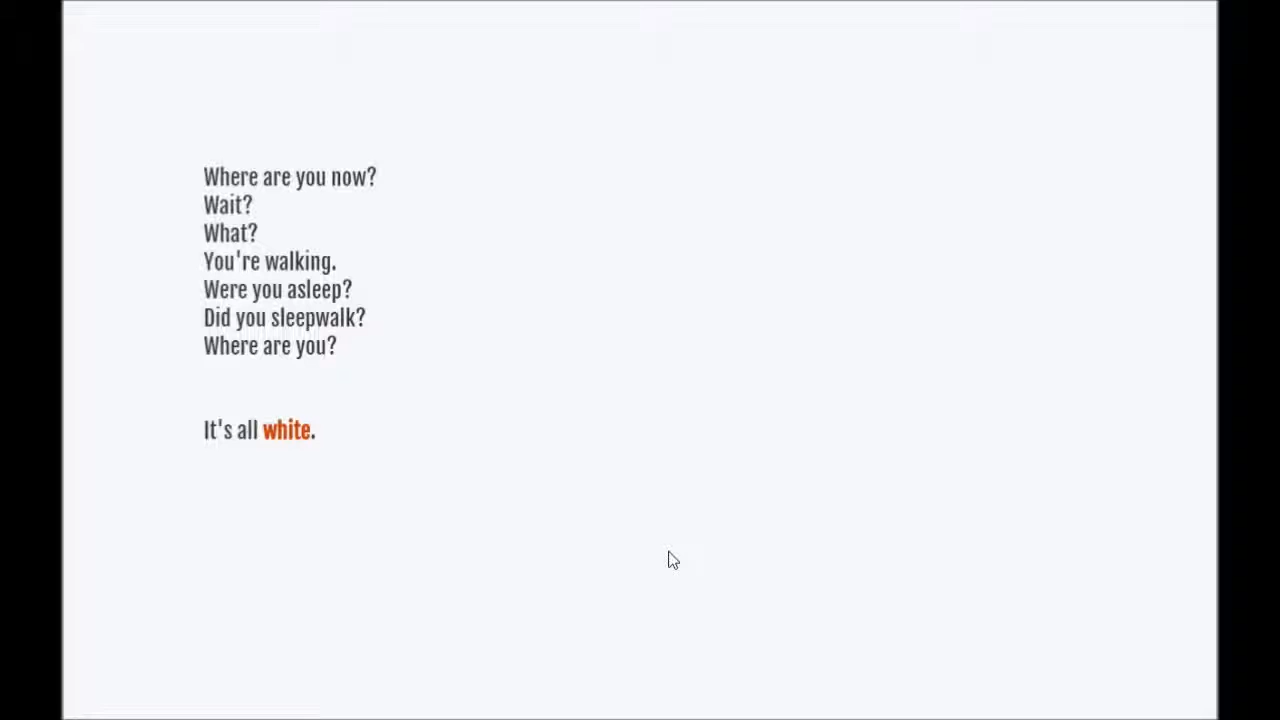 Where are you now?
Wait?
What?
You're walking.
Were you asleep?
Did you sleepwalk?
Where are you?
It's all white.